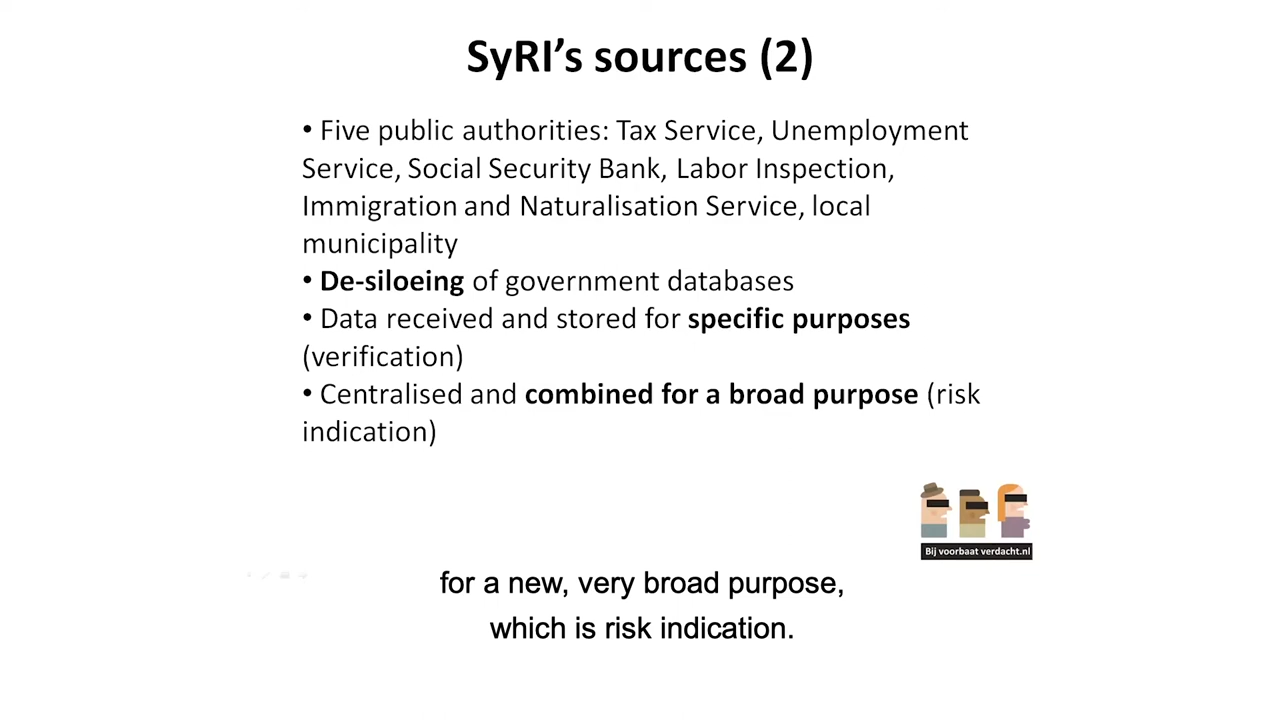 SyRI’s sources (2)
• Five public authorities: Tax Service, Unemployment
Service, Social Security Bank, Labor Inspection,
Immigration and Naturalisation Service, local
municipality
• De-siloeing of government databases
• Data received and stored for specific purposes
(verification)
• Centralised and combined for a broad purpose (risk
indication)
Bij voorbaat verdacht.nl
for a new, very broad purpose,
which is risk indication.